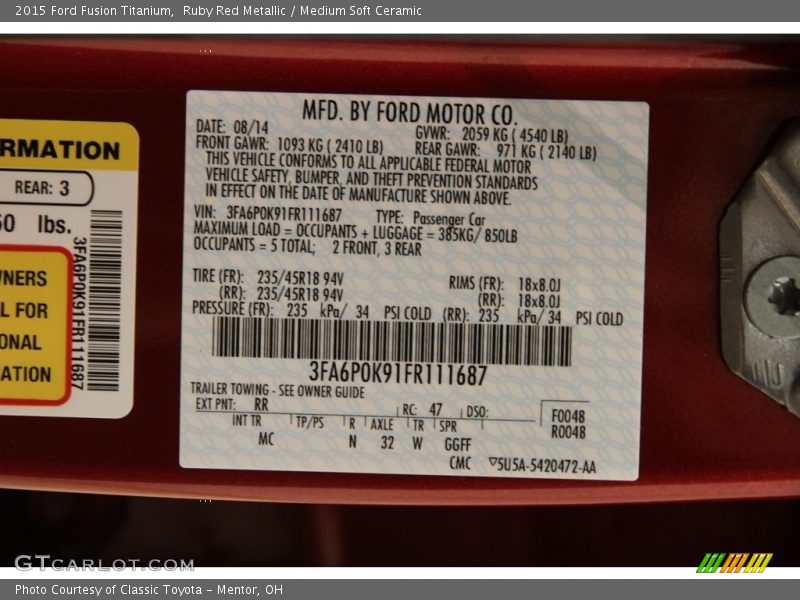 2015 Ford Fusion Titanium, Ruby Red Metallic / Medium Soft Ceramic
RMATION
REAR: 3
lbs.
3FA6P0K91FR111687
WNERS
L FOR
ONAL
ATION
MFD. BY FORD MOTOR CO.
DATE: 08/14 GVWR: 2059 KG ( 4540 LB)
FRONT GAWR: 1093 KG ( 2410 LB) REAR GAWR: 971 KG ( 2140 LB)
THIS VEHICLE CONFORMS TO ALL APPLICABLE FEDERAL MOTOR
VEHICLE SAFETY, BUMPER, AND THEFT PREVENTION STANDARDS
IN EFFECT ON THE DATE OF MANUFACTURE SHOWN ABOVE.
VIN: 3FA6P0K91FR111687 TYPE: Passenger Car
MAXIMUM LOAD = OCCUPANTS + LUGGAGE = 385KG/ 850LB
OCCUPANTS = 5 TOTAL; 2 FRONT, 3 REAR
TIRE (FR): 235/45R18 94V RIMS (FR): 18x8.0J
(RR): 235/45R18 94V (RR): 18x8.0J
PRESSURE (FR): 235 kPa/ 34 PSI COLD (RR): 235 kPa/ 34 PSI COLD
3FA6P0K91FR111687
TRAILER TOWING - SEE OWNER GUIDE
EXT PNT: RR RC: 47 DSO: F0048
INT TR TP/PS R AXLE TR SPR R0048
MC N 32 W GGFF
CMC ▽5U5A-5420472-AA
GTCARLOT.COM
Photo Courtesy of Classic Toyota - Mentor, OH